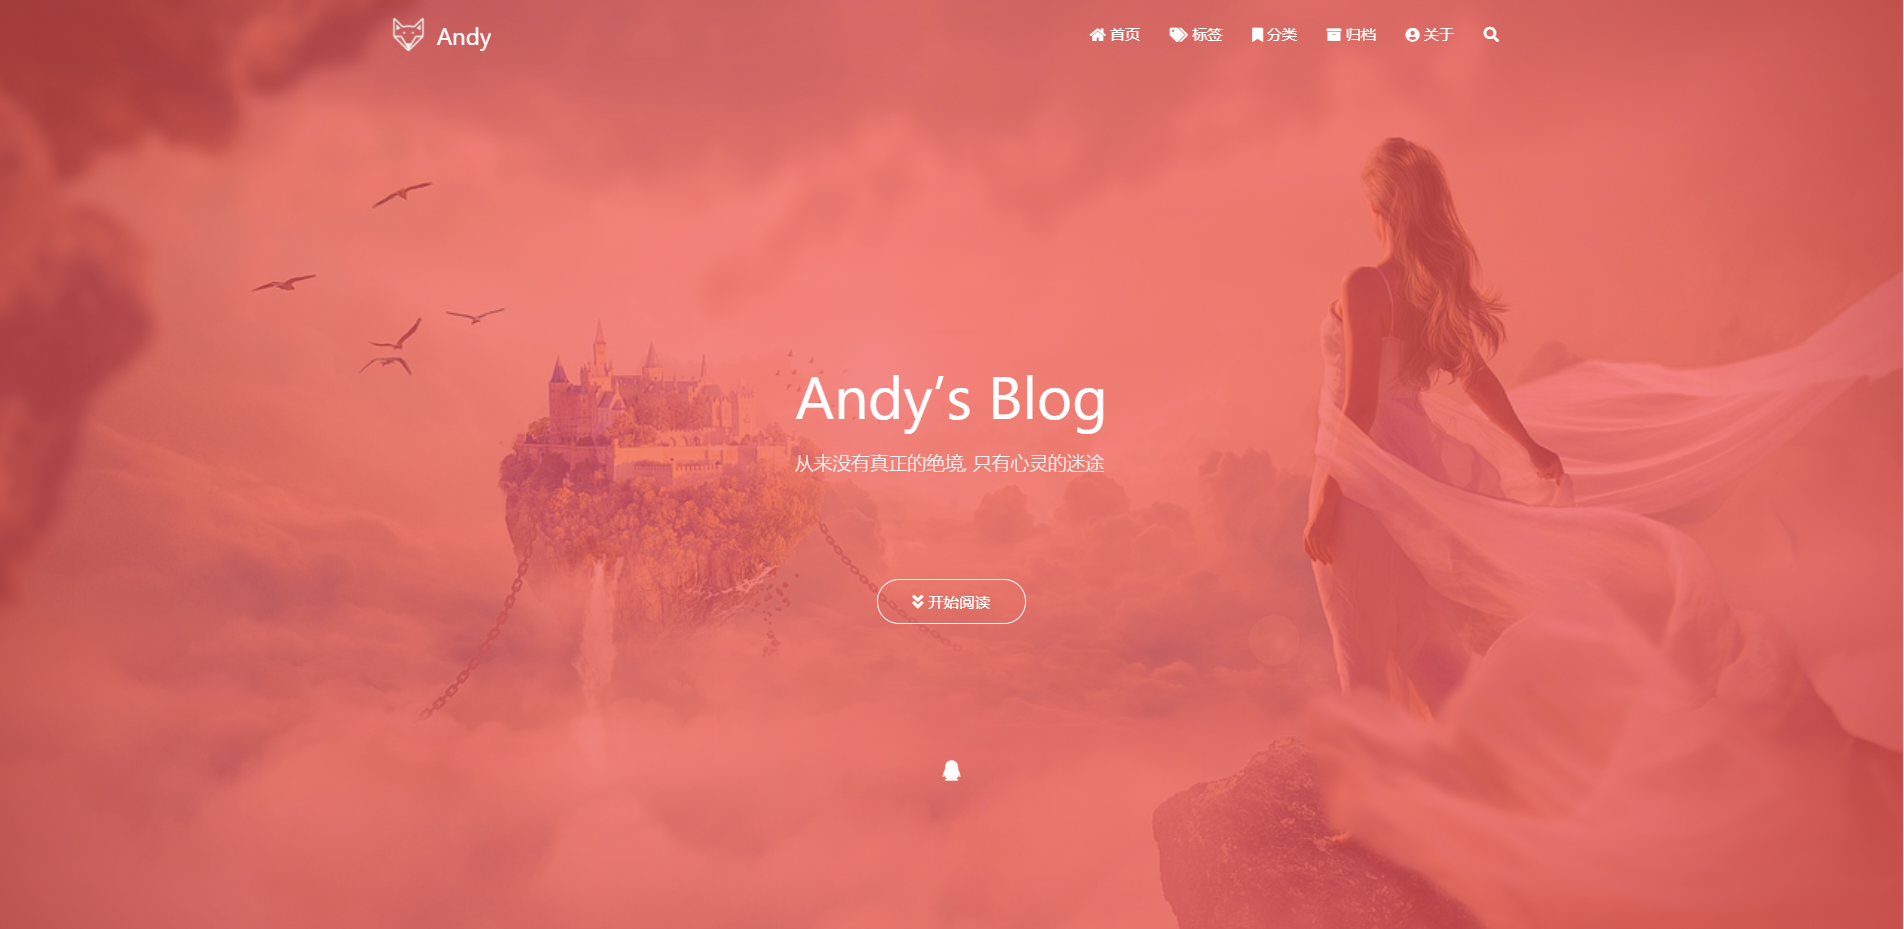 Andy
首页 标签 分类 归档 关于
Andy’s Blog
从来没有真正的绝境, 只有心灵的迷途
开始阅读